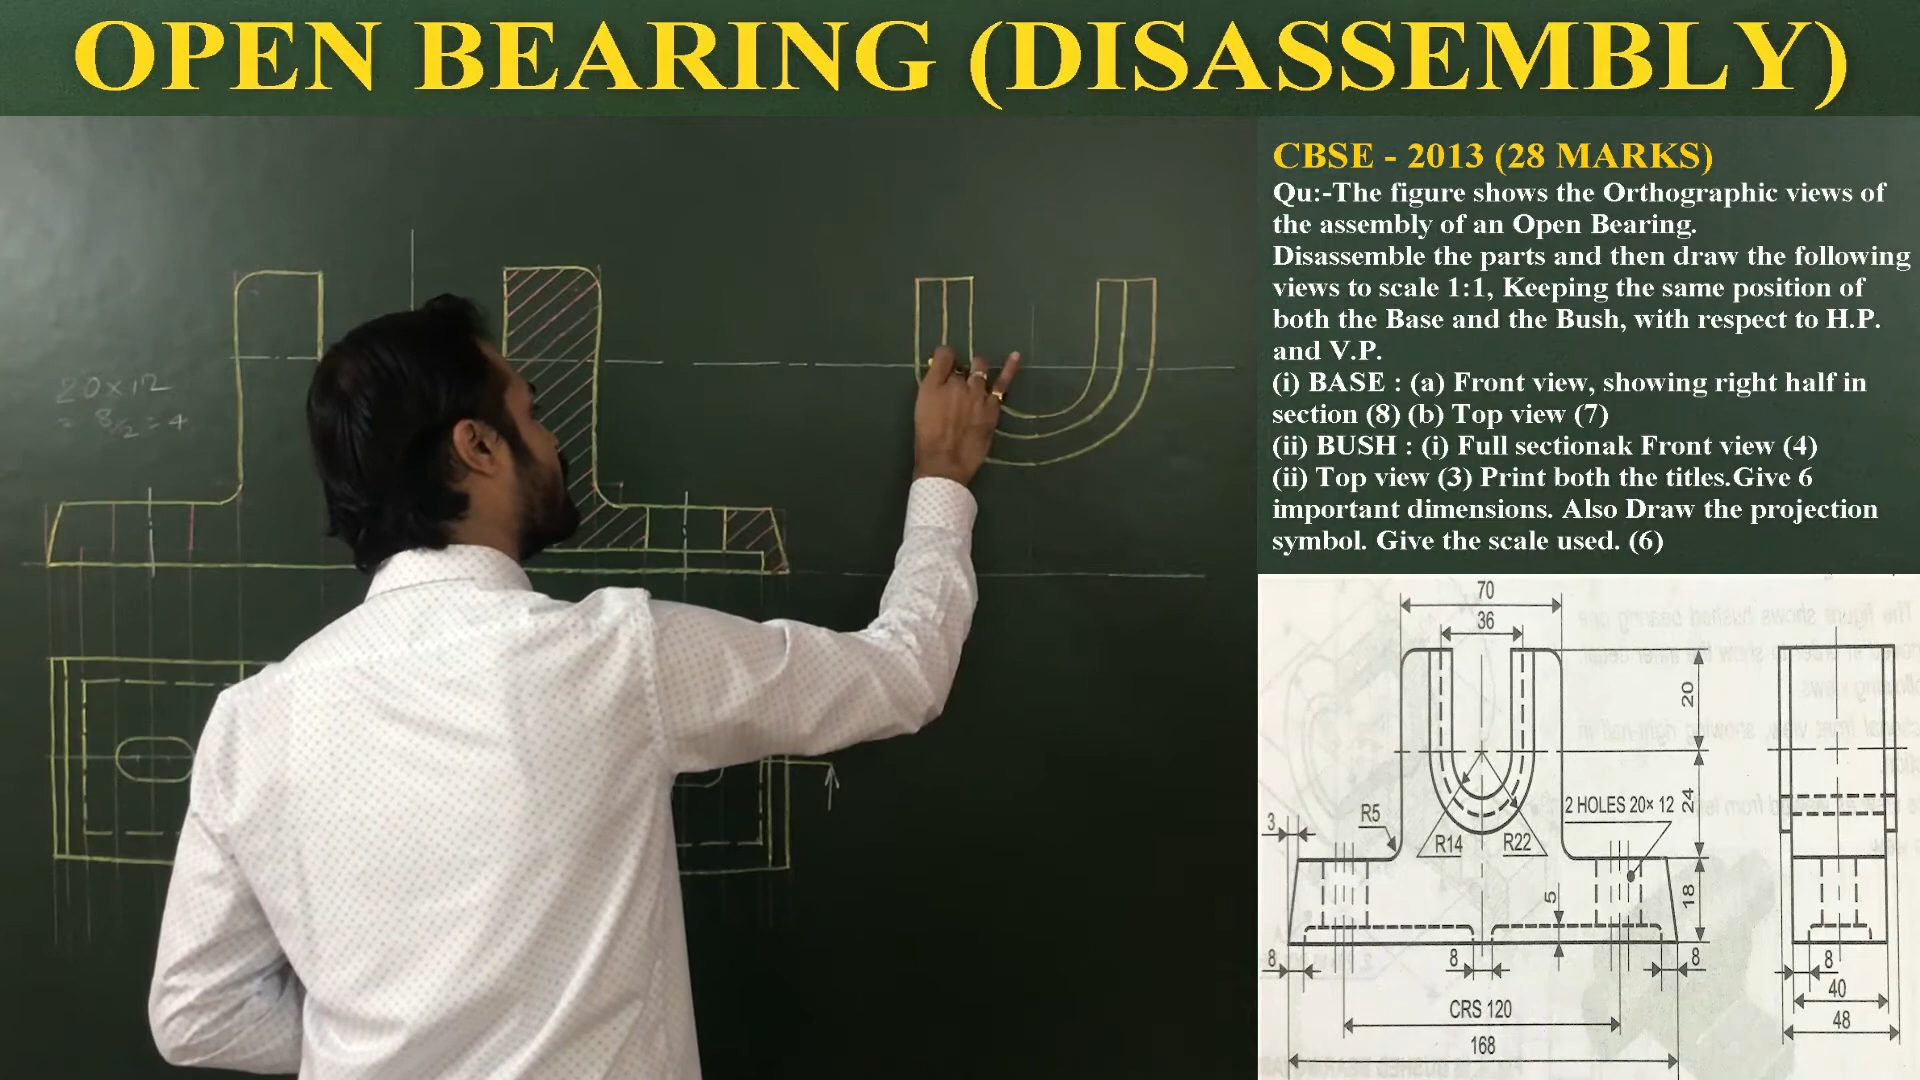 OPEN BEARING (DISASSEMBLY)
CBSE - 2013 (28 MARKS)
Qu:-The figure shows the Orthographic views of
the assembly of an Open Bearing.
Disassemble the parts and then draw the following
views to scale 1:1, Keeping the same position of
both the Base and the Bush, with respect to H.P.
and V.P.
(i) BASE : (a) Front view, showing right half in
section (8) (b) Top view (7)
(ii) BUSH : (i) Full sectionak Front view (4)
(ii) Top view (3) Print both the titles.Give 6
important dimensions. Also Draw the projection
symbol. Give the scale used. (6)
20 x 12
= 8/2 = 4
70
36
20
2 HOLES 20× 12
24
R5
3
R14
R22
18
5
8
8
8
8
CRS 120
40
48
168